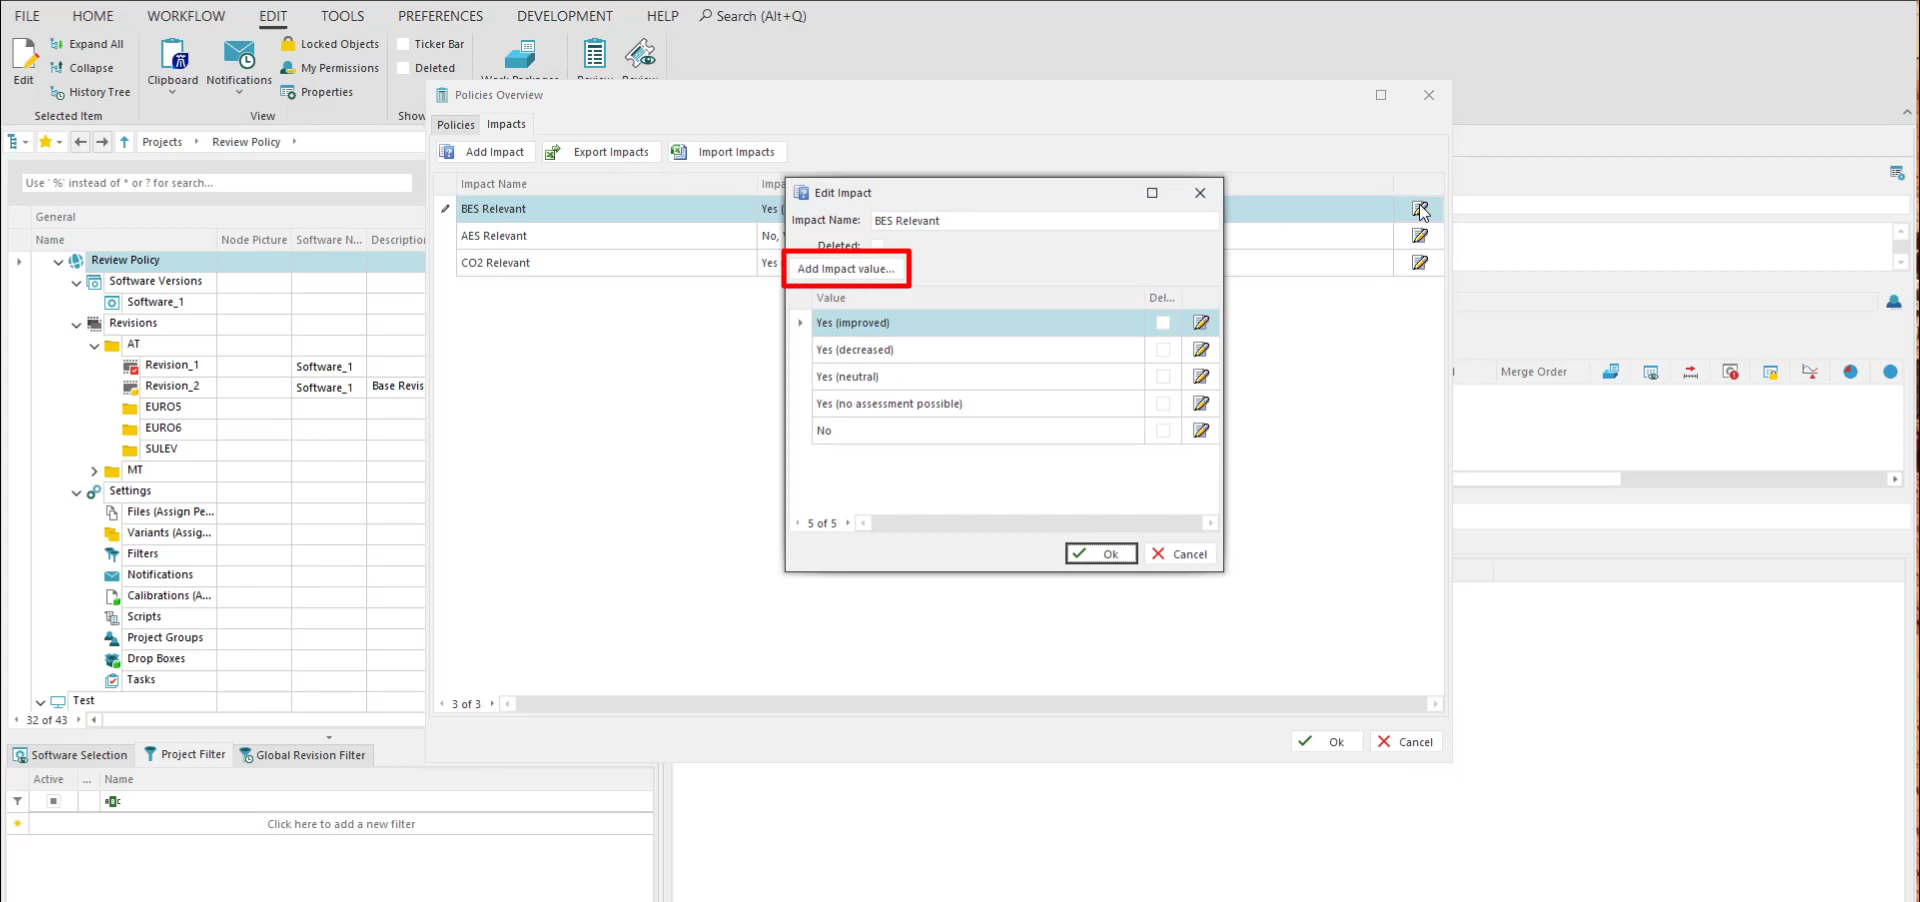 FILE HOME WORKFLOW EDIT TOOLS PREFERENCES DEVELOPMENT HELP Search (Alt+Q)
Expand All Locked Objects Ticker Bar
Collapse My Permissions Deleted
Edit Clipboard Notifications
History Tree Properties
Selected Item View Show
Policies Overview
Projects Review Policy
Policies Impacts
Add Impact Export Impacts Import Impacts
Use '%' instead of * or ? for search...
General
Name Node Picture Software N... Description
Review Policy
Software Versions
Software_1
Revisions
AT
Revision_1 Software_1
Revision_2 Software_1 Base Revis
EURO5
EURO6
SULEV
MT
Settings
Files (Assign Pe...
Variants (Assig...
Filters
Notifications
Calibrations (A...
Scripts
Project Groups
Drop Boxes
Tasks
Test
32 of 43
Impact Name Impa
BES Relevant Yes (
AES Relevant No,
CO2 Relevant Yes
3 of 3
Ok Cancel
Edit Impact
Impact Name: BES Relevant
Deleted:
Add Impact value...
Value Del...
Yes (improved)
Yes (decreased)
Yes (neutral)
Yes (no assessment possible)
No
5 of 5
Ok Cancel
Merge Order
Software Selection Project Filter Global Revision Filter
Active ... Name
Click here to add a new filter